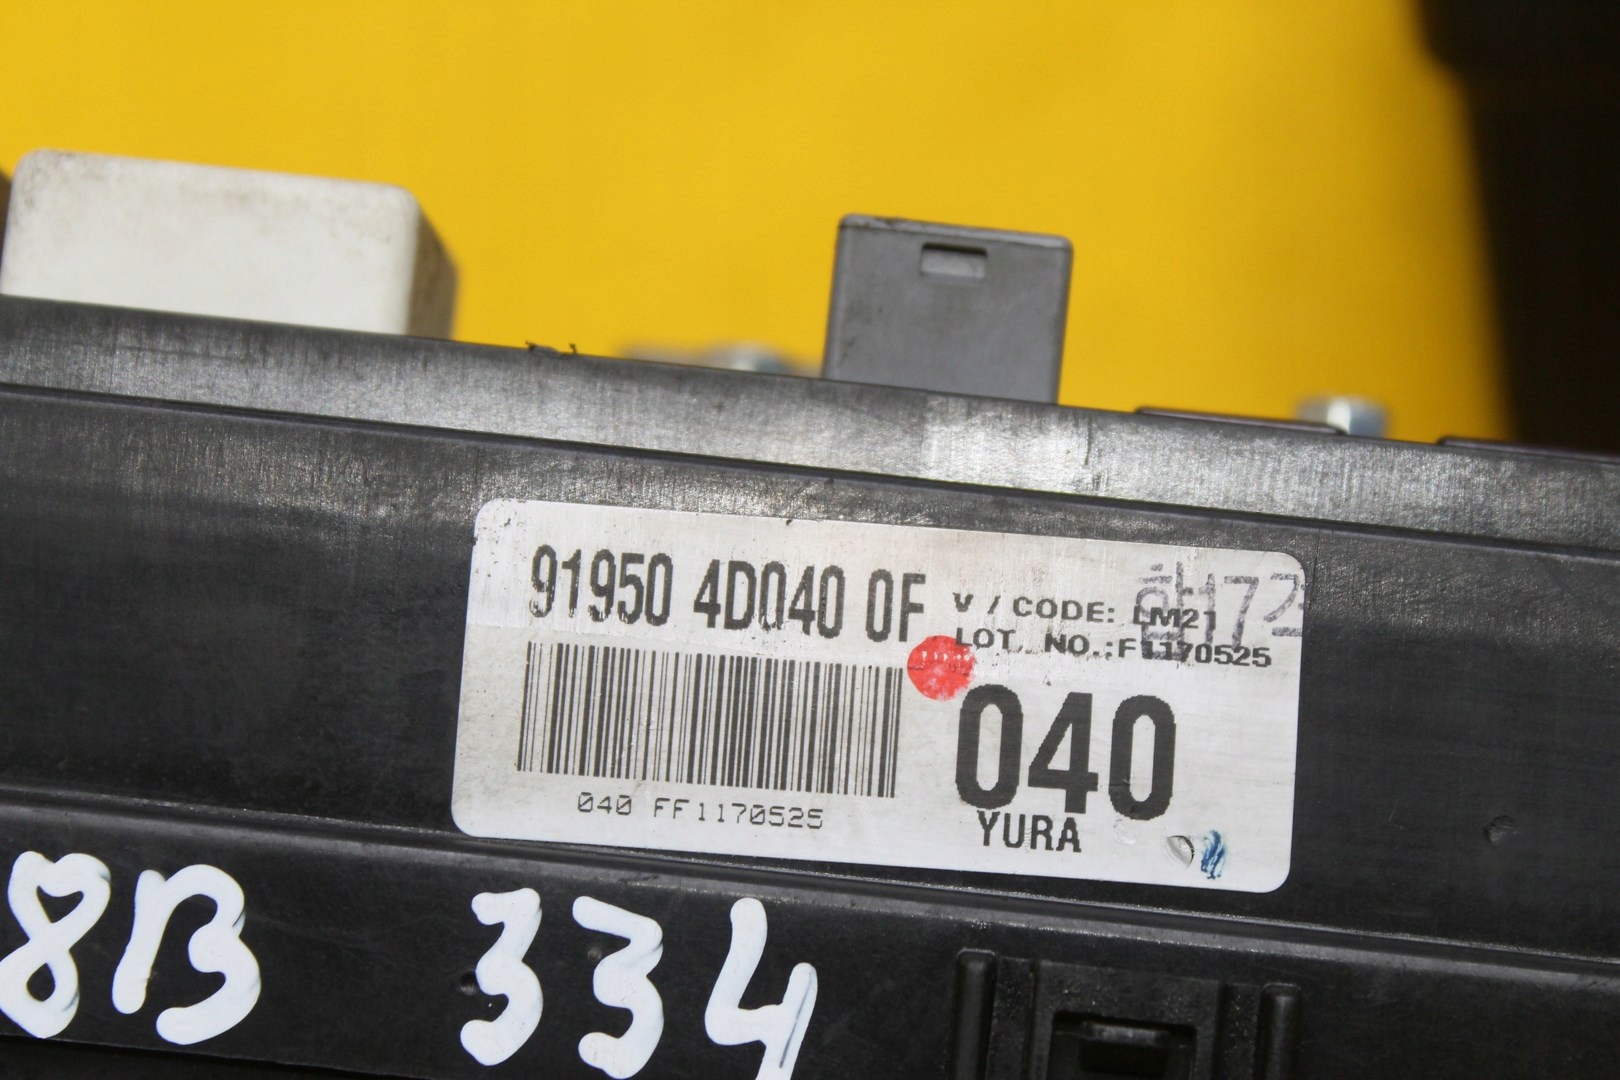 91950 4D040 0F
V / CODE: LM21
LOT. NO.:F1170525
040
YURA
040 FF1170525
8B 334